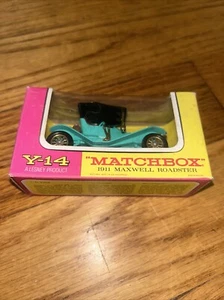 Y-14
A LESNEY PRODUCT
"MATCHBOX"
1911 MAXWELL ROADSTER